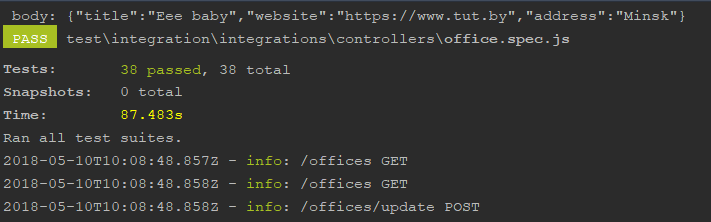 body: {"title":"Eee baby","website":"https://www.tut.by","address":"Minsk"}
PASS test\integration\integrations\controllers\office.spec.js
Tests: 38 passed, 38 total
Snapshots: 0 total
Time: 87.483s
Ran all test suites.
2018-05-10T10:08:48.857Z - info: /offices GET
2018-05-10T10:08:48.858Z - info: /offices GET
2018-05-10T10:08:48.858Z - info: /offices/update POST